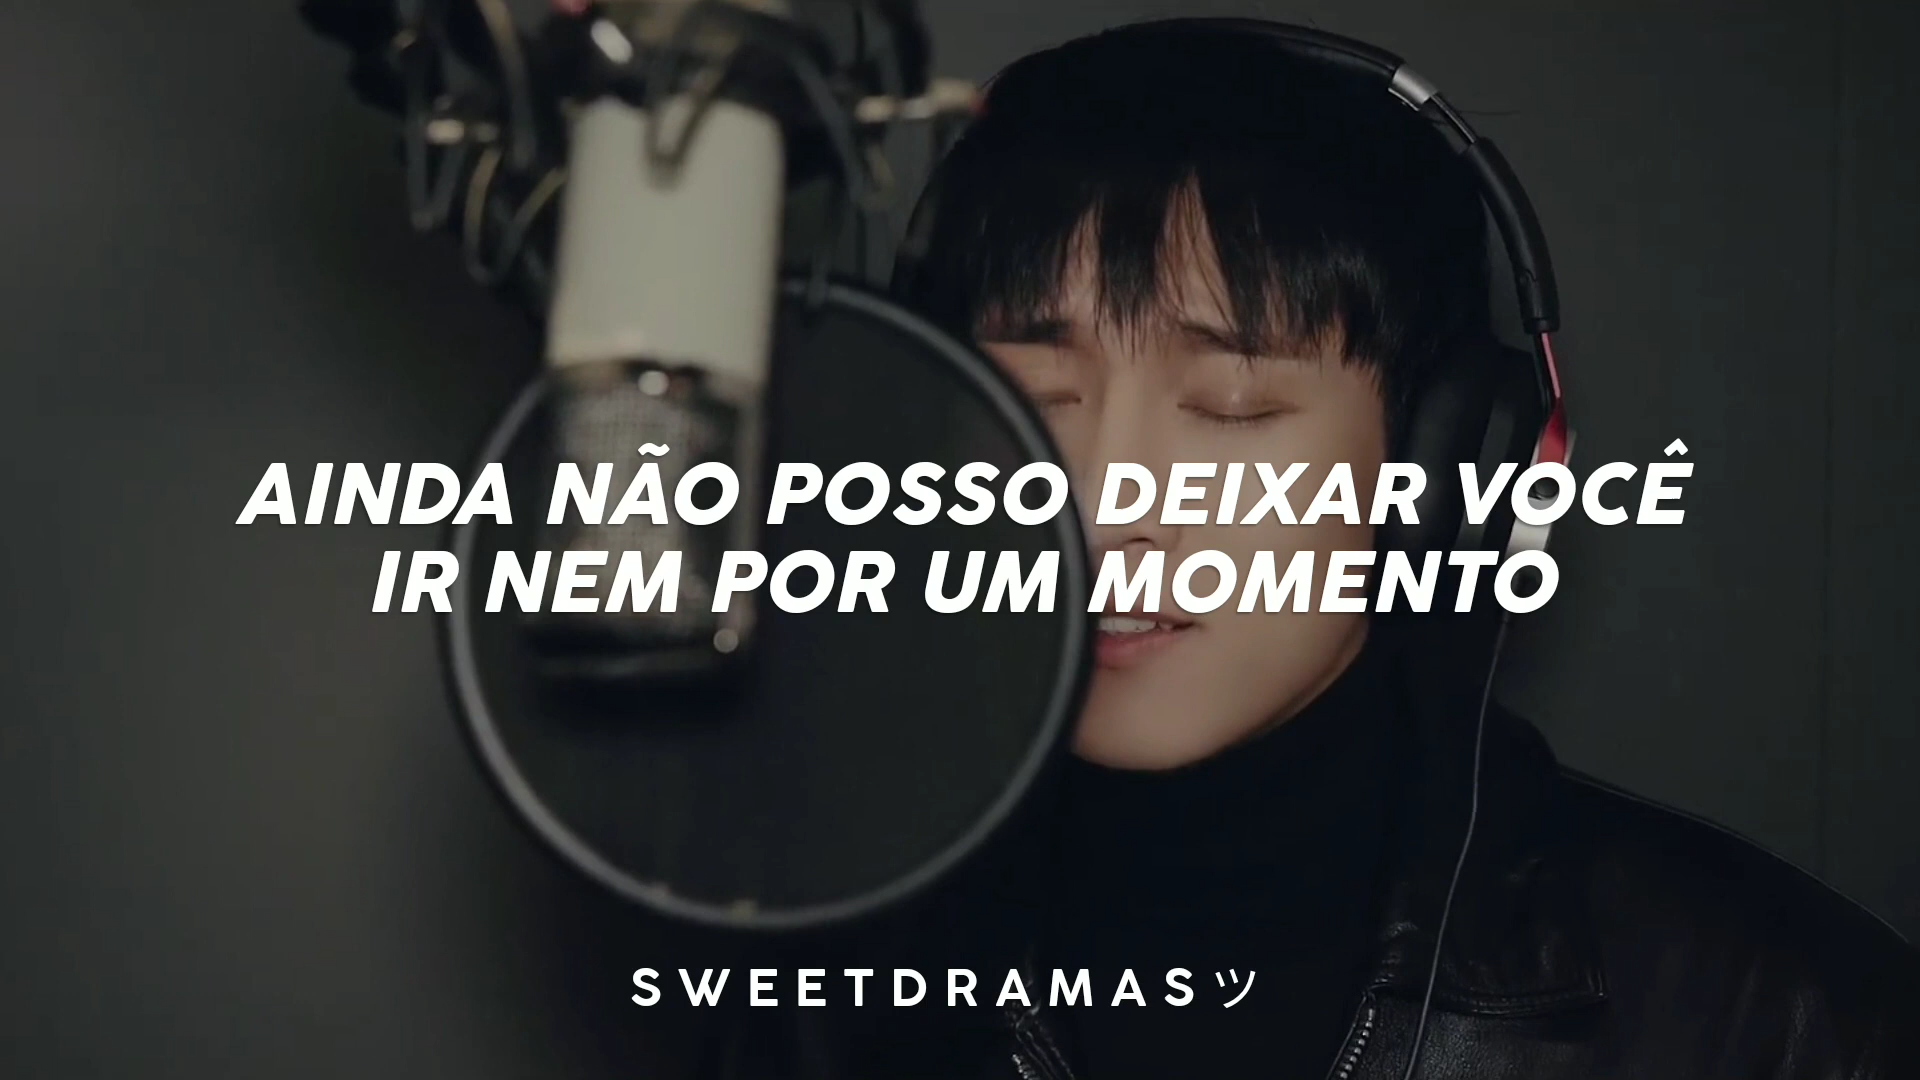 AINDA NÃO POSSO DEIXAR VOCÊ
IR NEM POR UM MOMENTO
SWEETDRAMASツ